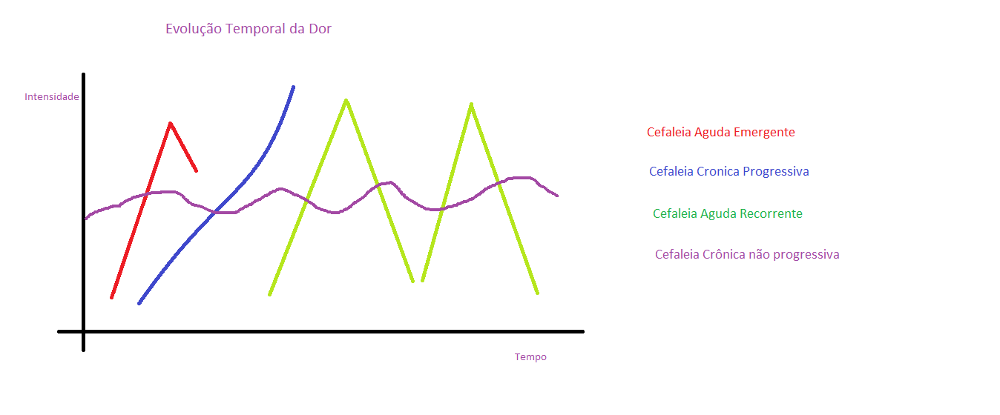 Evolução Temporal da Dor
Intensidade
Cefaleia Aguda Emergente
Cefaleia Cronica Progressiva
Cefaleia Aguda Recorrente
Cefaleia Crônica não progressiva
Tempo